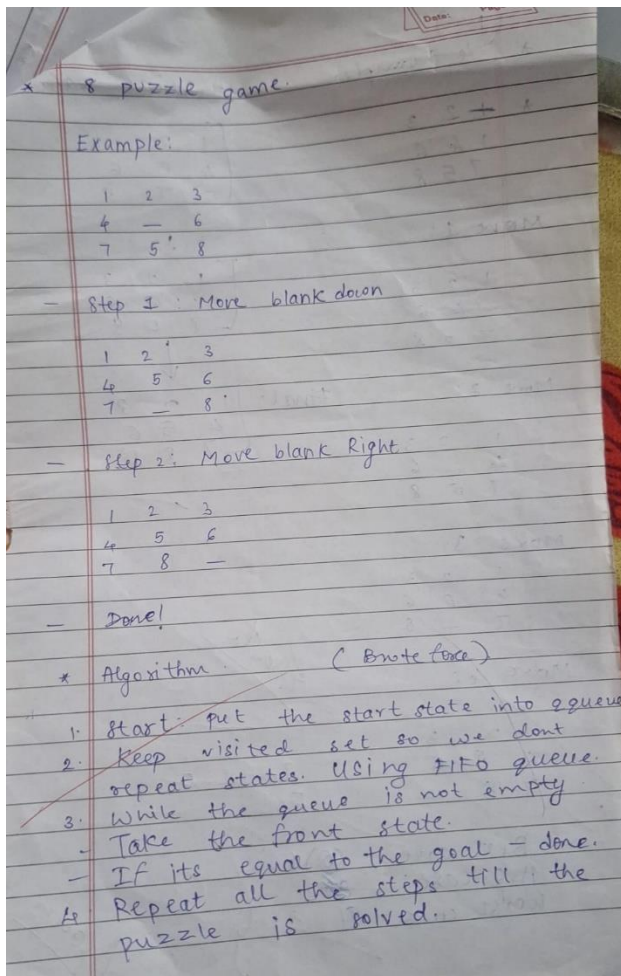 Date:
* 8 puzzle game.
Example:
1 2 3
4 — 6
7 5 8
— Step 1 : Move blank down
1 2 3
4 5 6
7 — 8
— Step 2: Move blank Right
1 2 3
4 5 6
7 8 —
— Done!
* Algorithm (Brute force)
1. Start: put the start state into a queue
2. Keep visited set so we dont
repeat states. Using FIFO queue.
3. While the queue is not empty
- Take the front state.
- If its equal to the goal - done.
4. Repeat all the steps till the
puzzle is solved.